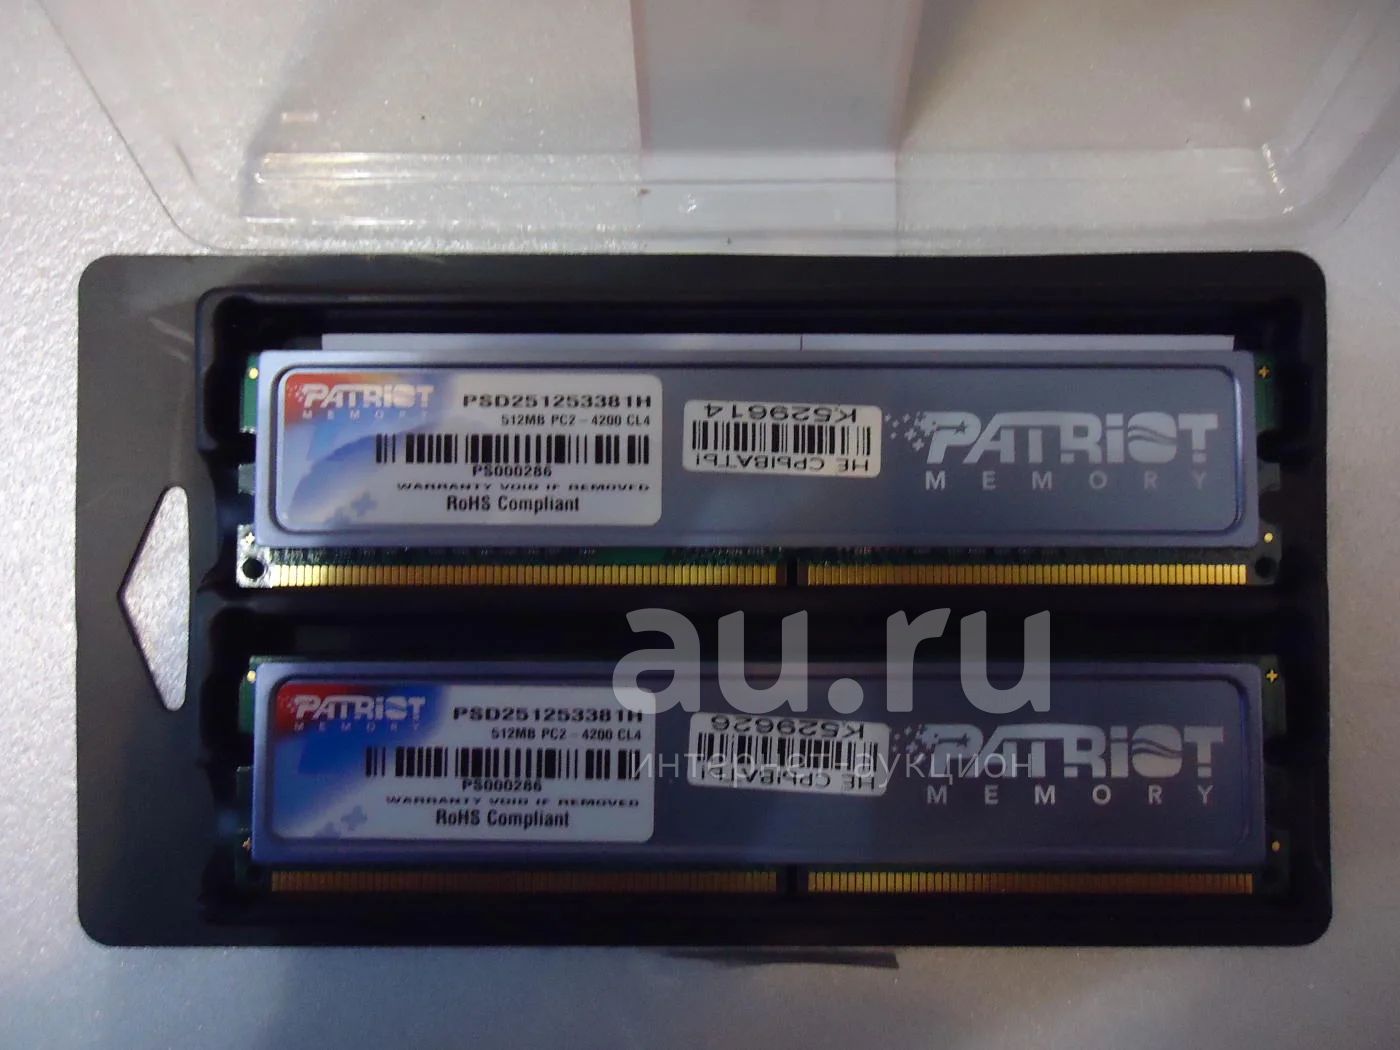 PATRIOT
MEMORY
PSD251253381H
512MB PC2-4200 CL4
PS000286
WARRANTY VOID IF REMOVED
RoHS Compliant
K529614
НЕ СРЫВАТЬ!
PATRIOT
MEMORY
au.ru
интернет-аукцион
PATRIOT
MEMORY
PSD251253381H
512MB PC2-4200 CL4
PS000286
WARRANTY VOID IF REMOVED
RoHS Compliant
K529626
НЕ СРЫВАТЬ!
PATRIOT
MEMORY